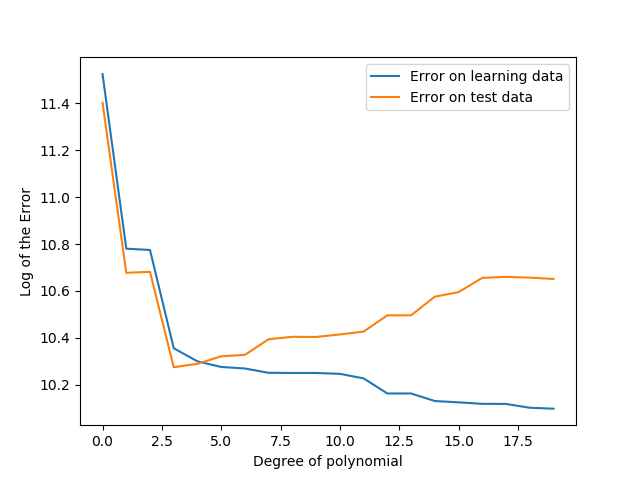 Error on learning data
Error on test data
11.4
11.2
11.0
10.8
10.6
10.4
10.2
Log of the Error
0.0 2.5 5.0 7.5 10.0 12.5 15.0 17.5
Degree of polynomial